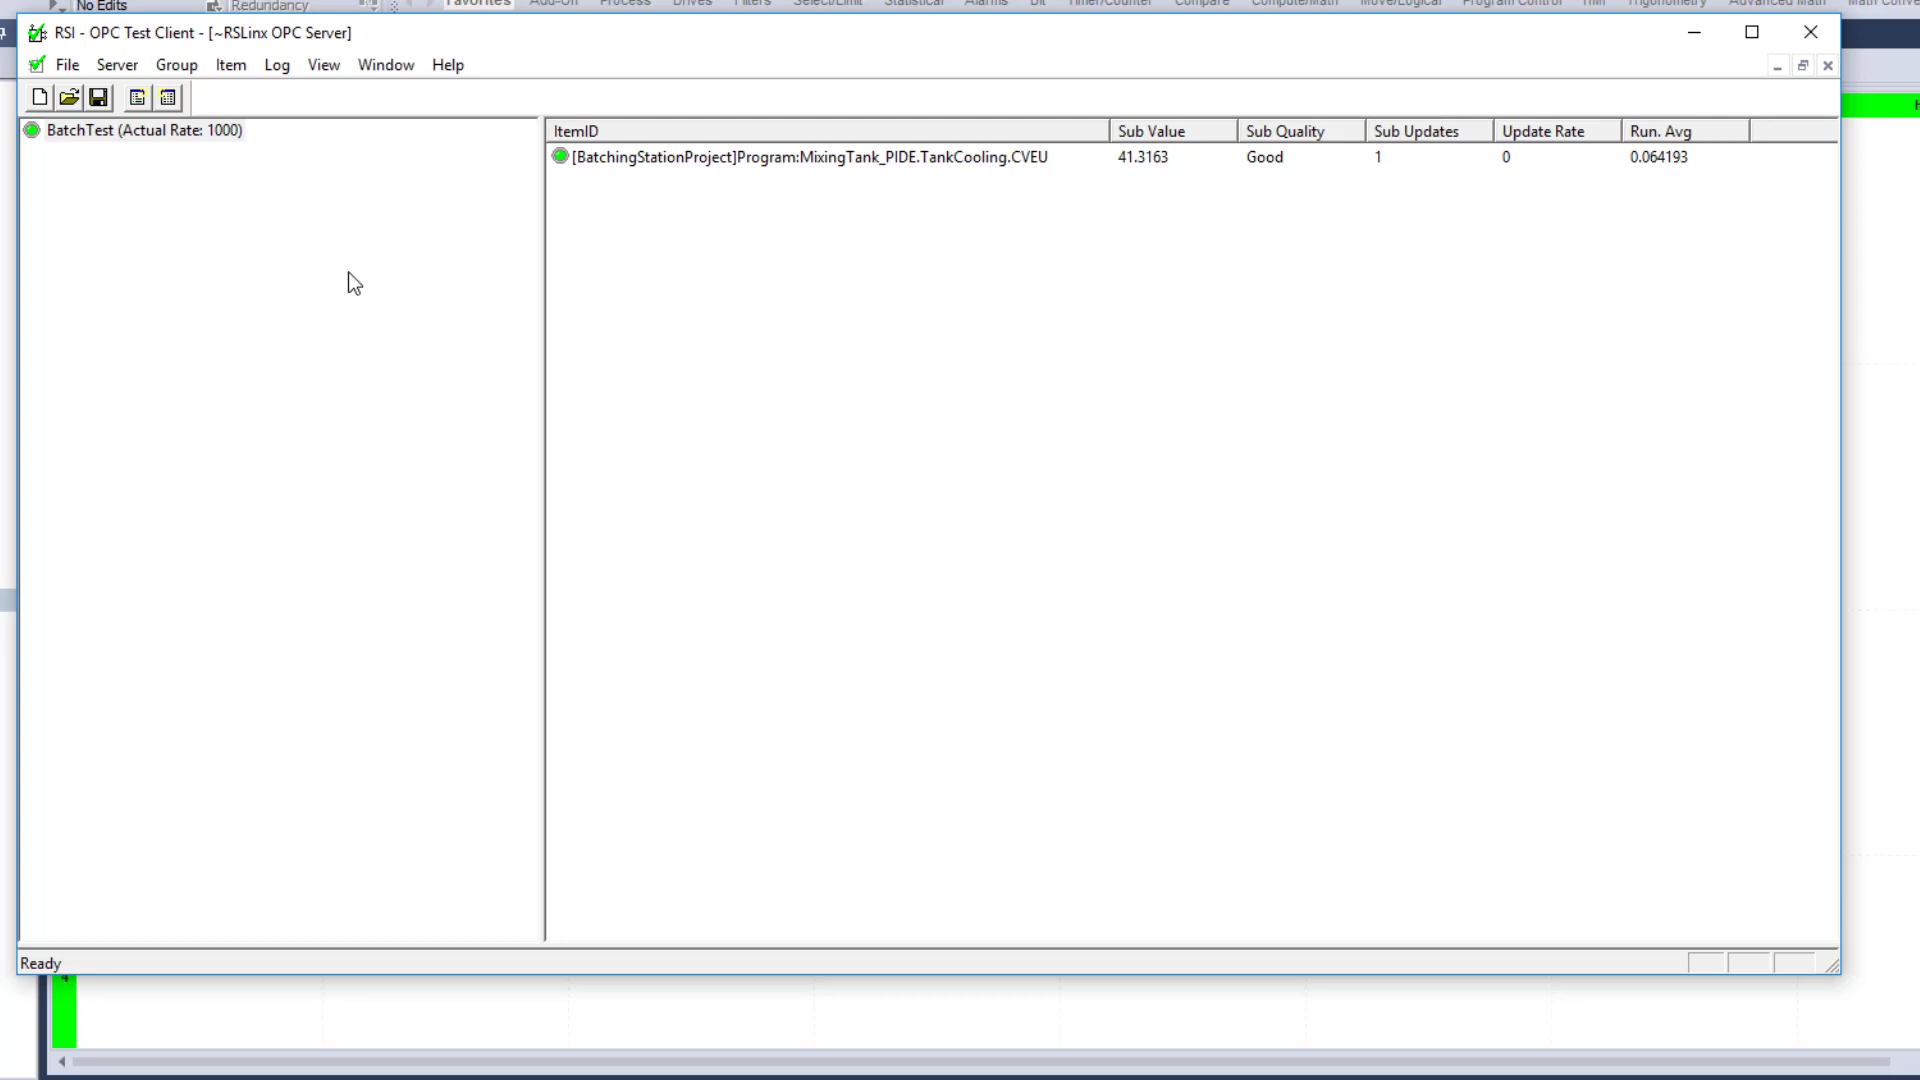 No Edits Redundancy Favorites Add-On Process Drives Filters Select/Limit Statistical Alarms Bit Timer/Counter Compare Compute/Math Move/Logical Program Control HMI Trigonometry Advanced Math Math Conve
RSI - OPC Test Client - [~RSLinx OPC Server]
File Server Group Item Log View Window Help
BatchTest (Actual Rate: 1000)
ItemID Sub Value Sub Quality Sub Updates Update Rate Run. Avg
[BatchingStationProject]Program:MixingTank_PIDE.TankCooling.CVEU 41.3163 Good 1 0 0.064193
Ready